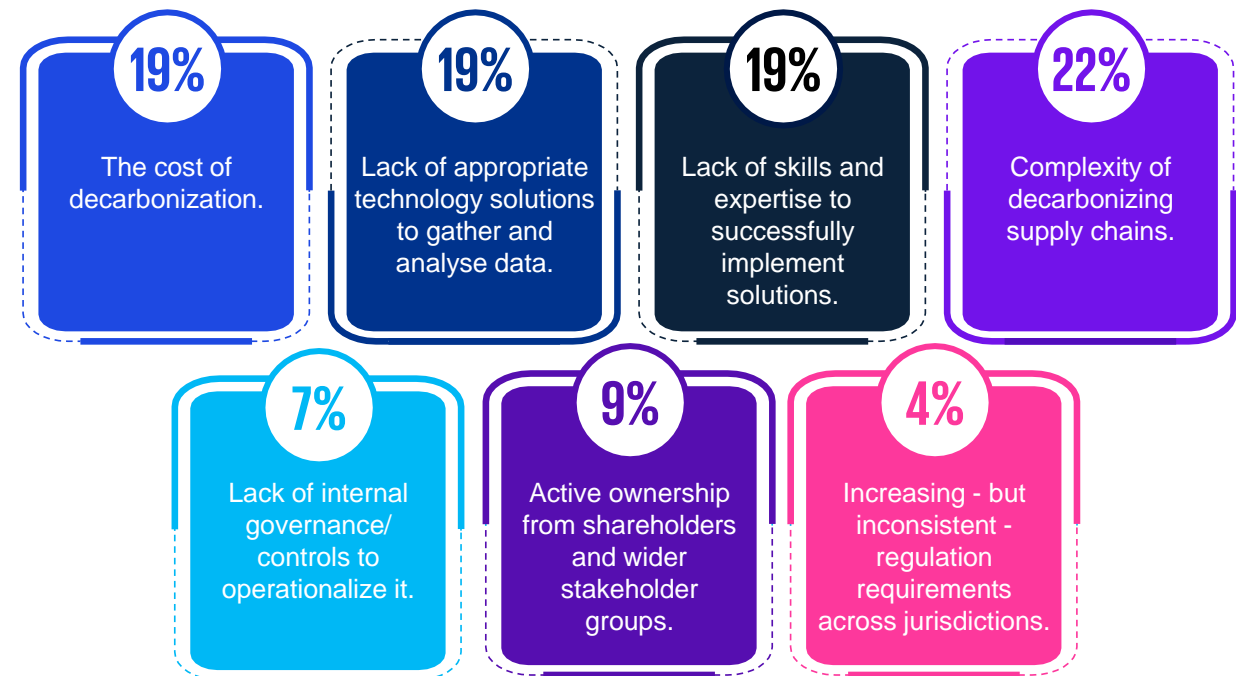 19%
The cost of
decarbonization.
19%
Lack of appropriate
technology solutions
to gather and
analyse data.
19%
Lack of skills and
expertise to
successfully
implement
solutions.
22%
Complexity of
decarbonizing
supply chains.
7%
Lack of internal
governance/
controls to
operationalize it.
9%
Active ownership
from shareholders
and wider
stakeholder
groups.
4%
Increasing - but
inconsistent -
regulation
requirements
across jurisdictions.